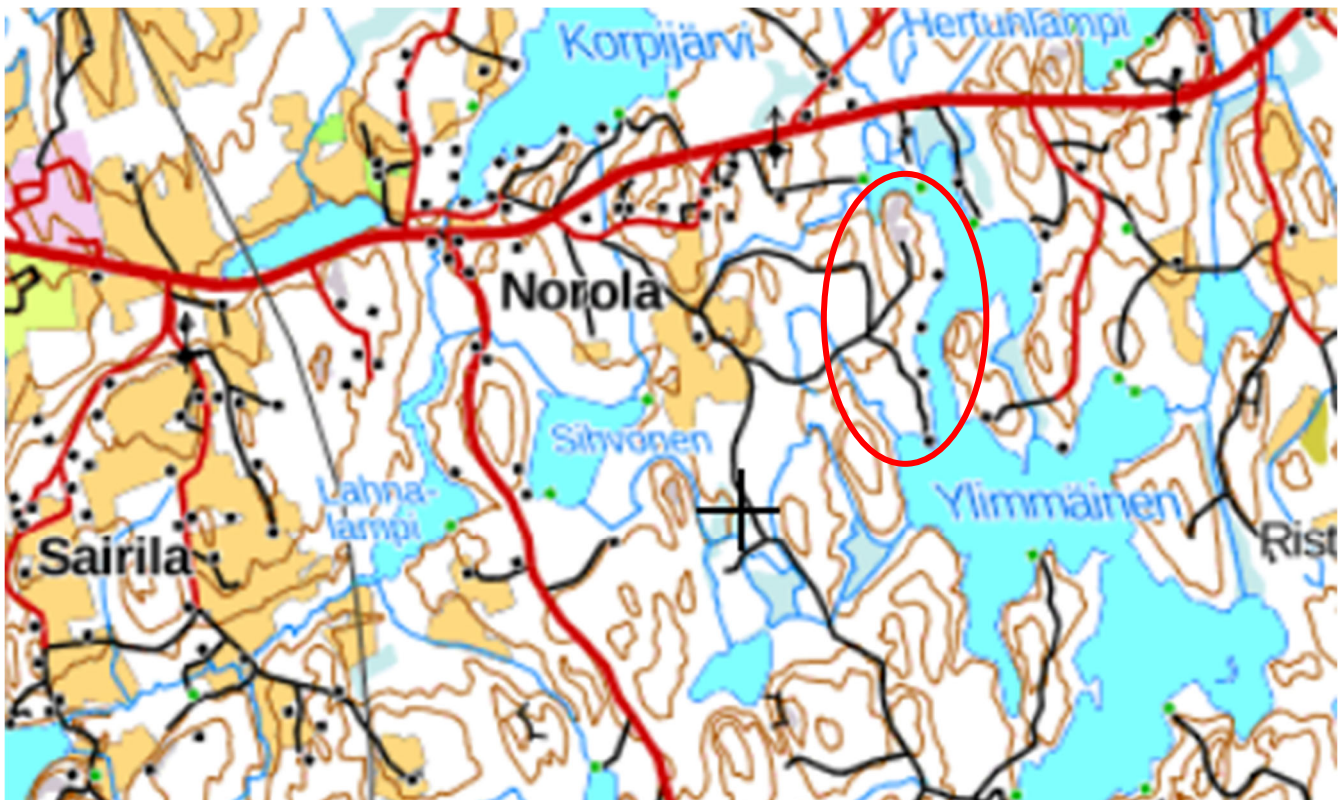 Korpijärvi
Hertunlampi
Norola
Sihvonen
Lahna-
lampi
Ylimmäinen
Sairila
Rist